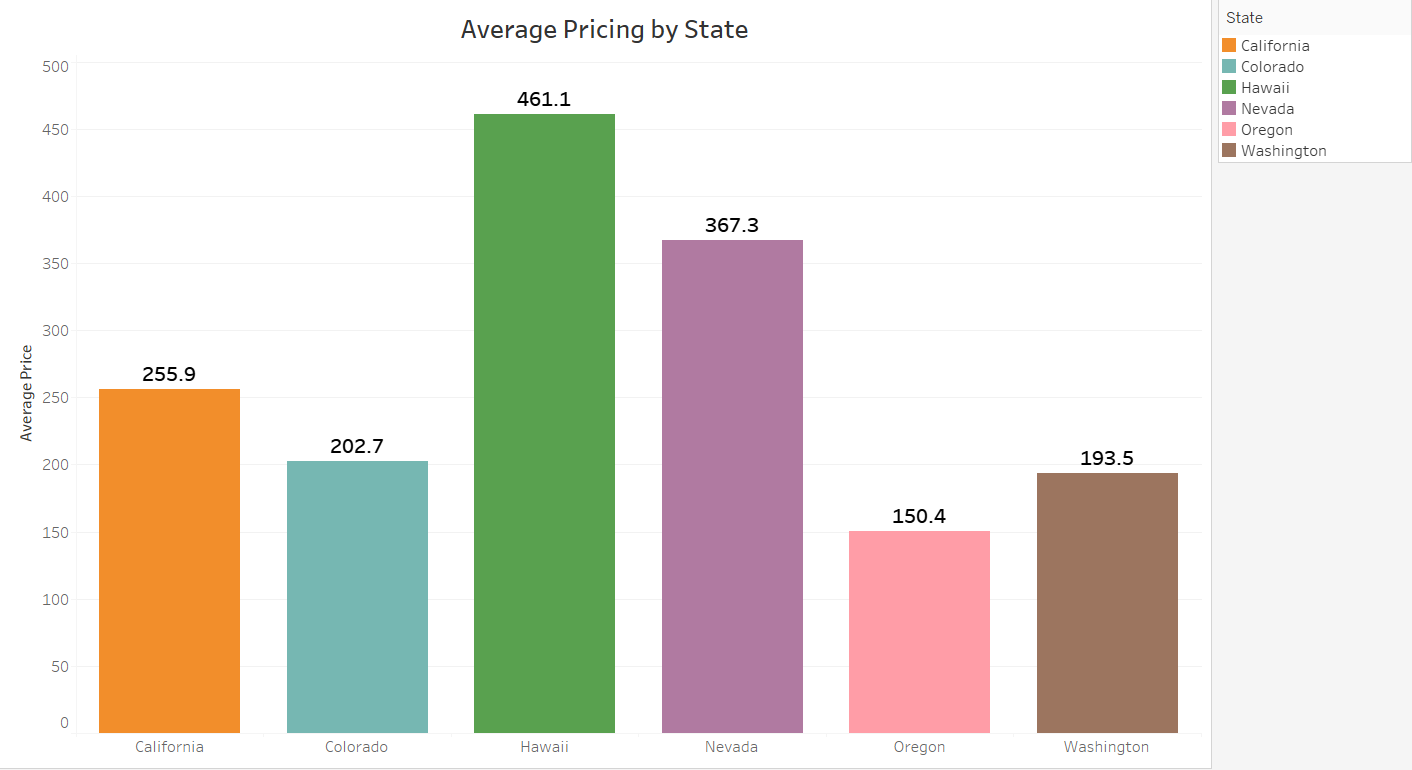 Average Pricing by State
State
California
Colorado
Hawaii
Nevada
Oregon
Washington
Average Price
500
450
400
350
300
250
200
150
100
50
0
255.9
202.7
461.1
367.3
150.4
193.5
California Colorado Hawaii Nevada Oregon Washington